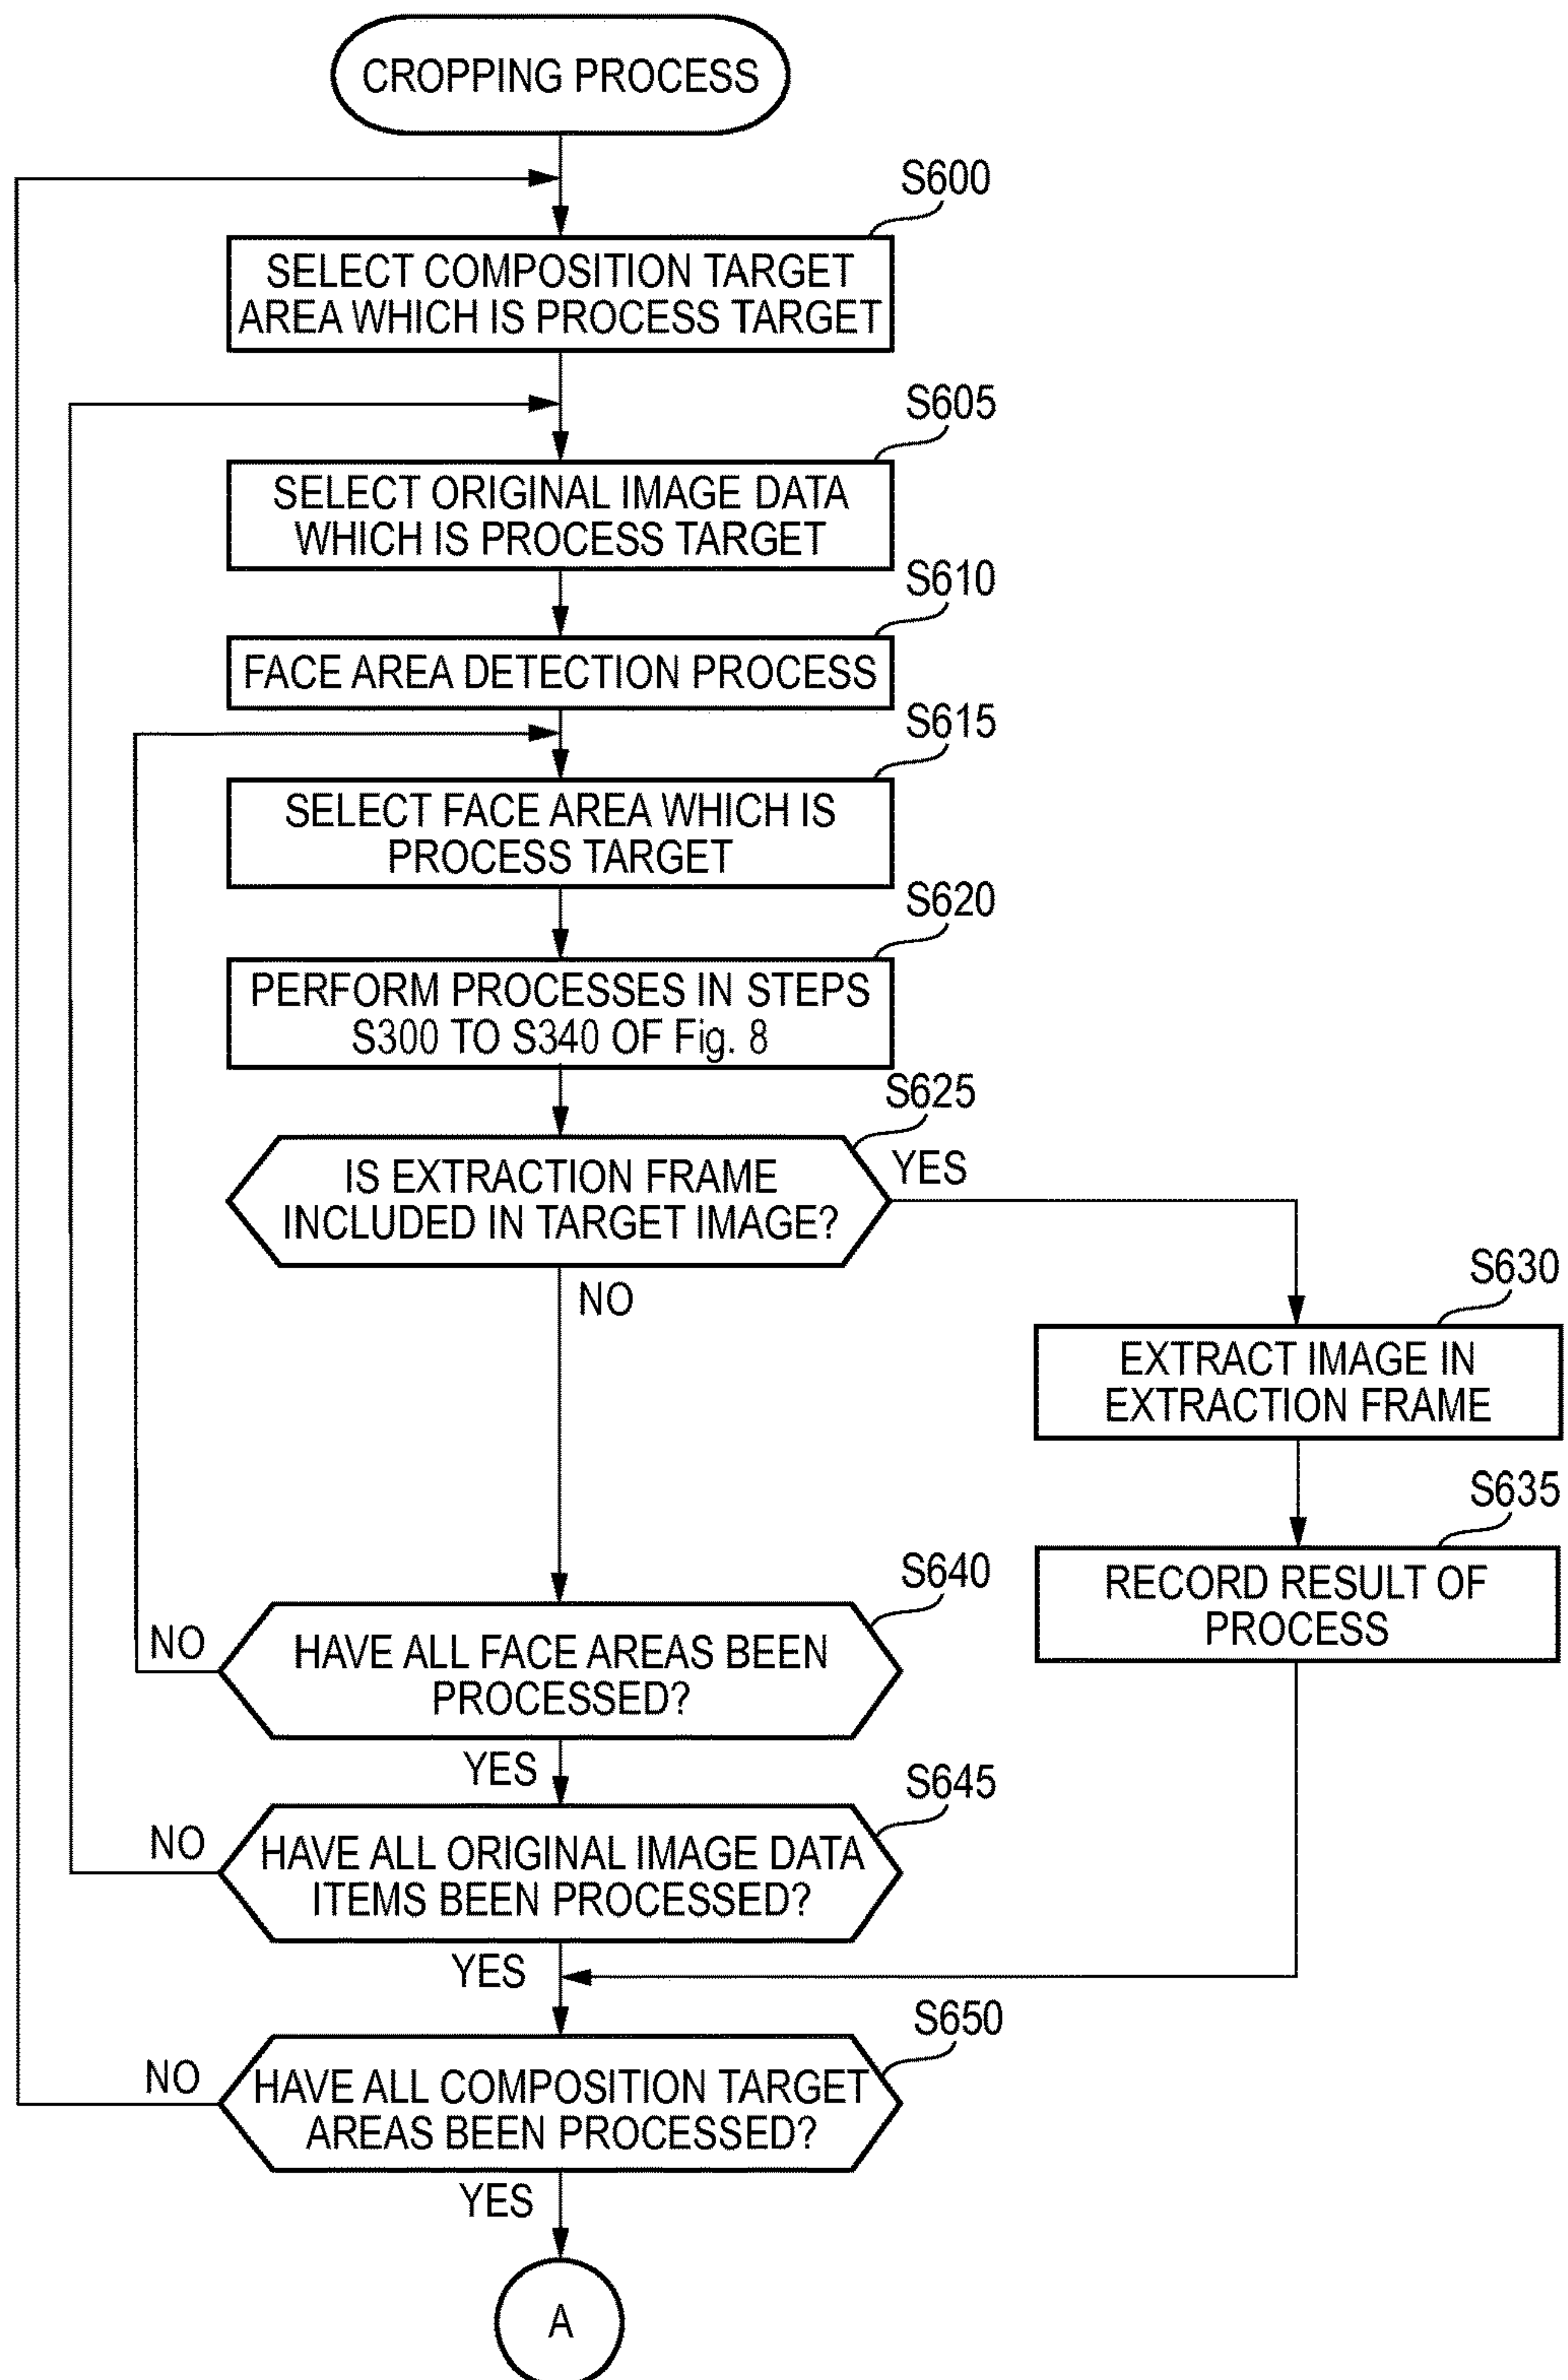 CROPPING PROCESS
S600
SELECT COMPOSITION TARGET
AREA WHICH IS PROCESS TARGET
S605
SELECT ORIGINAL IMAGE DATA
WHICH IS PROCESS TARGET
S610
FACE AREA DETECTION PROCESS
S615
SELECT FACE AREA WHICH IS
PROCESS TARGET
S620
PERFORM PROCESSES IN STEPS
S300 TO S340 OF Fig. 8
S625
IS EXTRACTION FRAME
INCLUDED IN TARGET IMAGE?
YES
NO
S630
EXTRACT IMAGE IN
EXTRACTION FRAME
S635
RECORD RESULT OF
PROCESS
S640
HAVE ALL FACE AREAS BEEN
PROCESSED?
NO
YES
S645
HAVE ALL ORIGINAL IMAGE DATA
ITEMS BEEN PROCESSED?
NO
YES
S650
HAVE ALL COMPOSITION TARGET
AREAS BEEN PROCESSED?
NO
YES
A